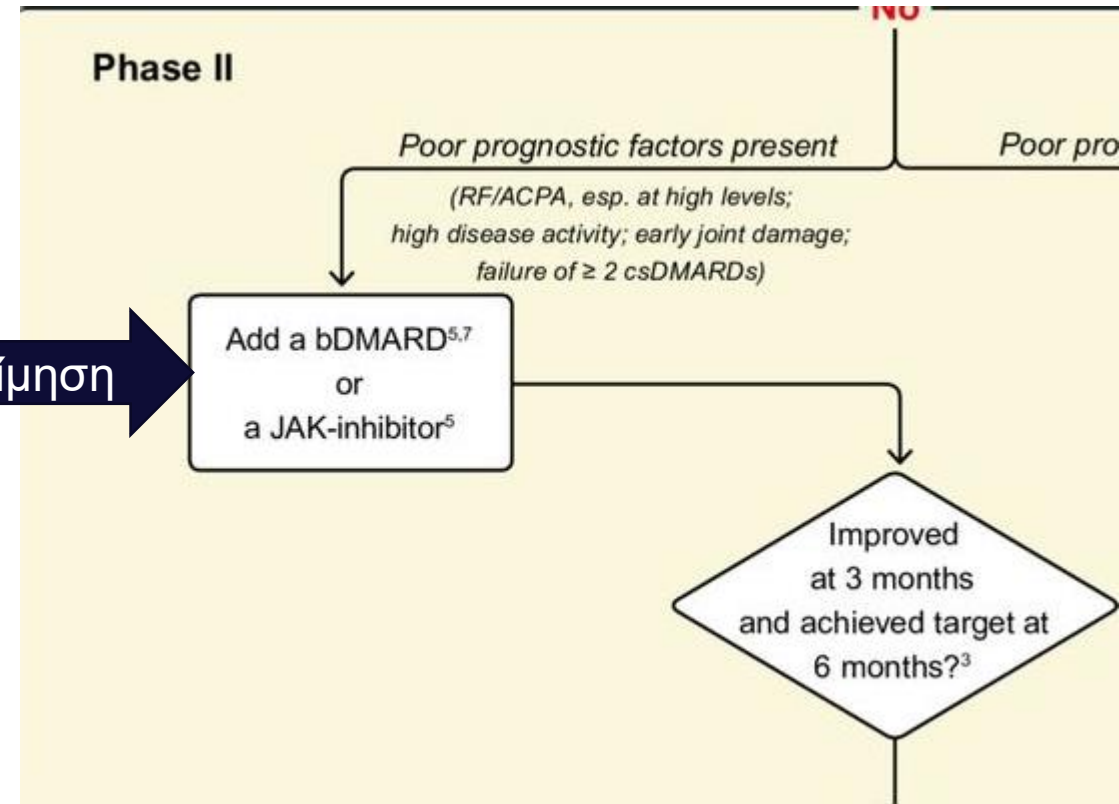 No
Phase II
Poor prognostic factors present
Poor pro
(RF/ACPA, esp. at high levels;
high disease activity; early joint damage;
failure of ≥ 2 csDMARDs)
Add a bDMARD⁵,⁷
or
a JAK-inhibitor⁵
ίμηση
Improved
at 3 months
and achieved target at
6 months?³